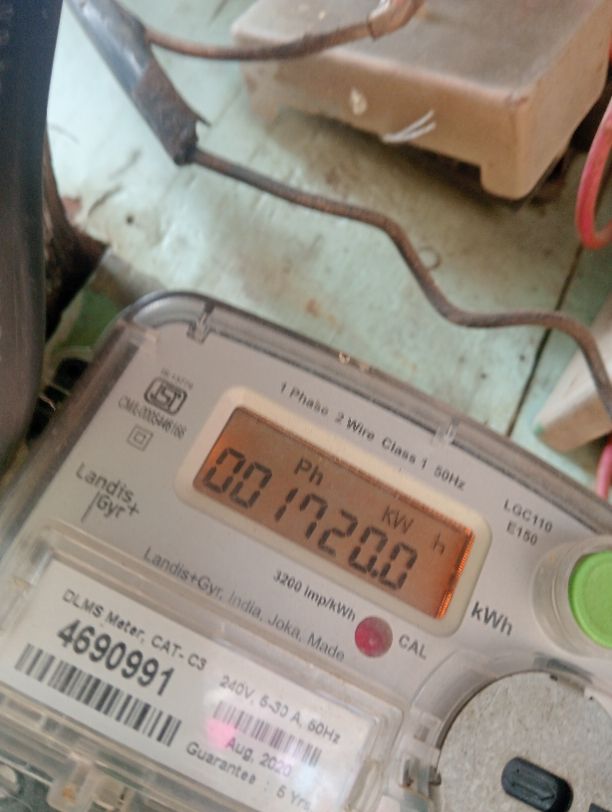 ISI
1 Phase 2 Wire Class 1 50Hz
Landis
Gyr+
Ph
KW h
001720.0
LGC110
E150
3200 imp/kWh
kWh
Landis+Gyr, India, Joka, Made
CAL
DLMS Meter, CAT- C3
4690991
240V, 5-30 A, 50Hz
Aug, 2020
Guarantee : 5 Yrs